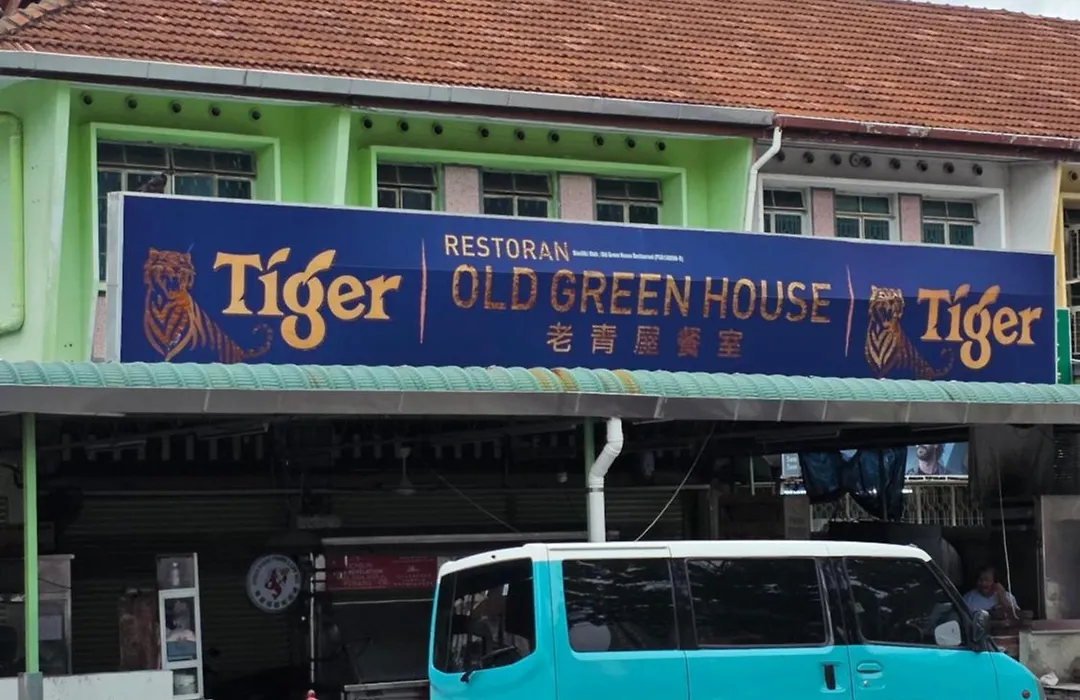 Tiger
RESTORAN
OLD GREEN HOUSE
老青屋餐室
Tiger